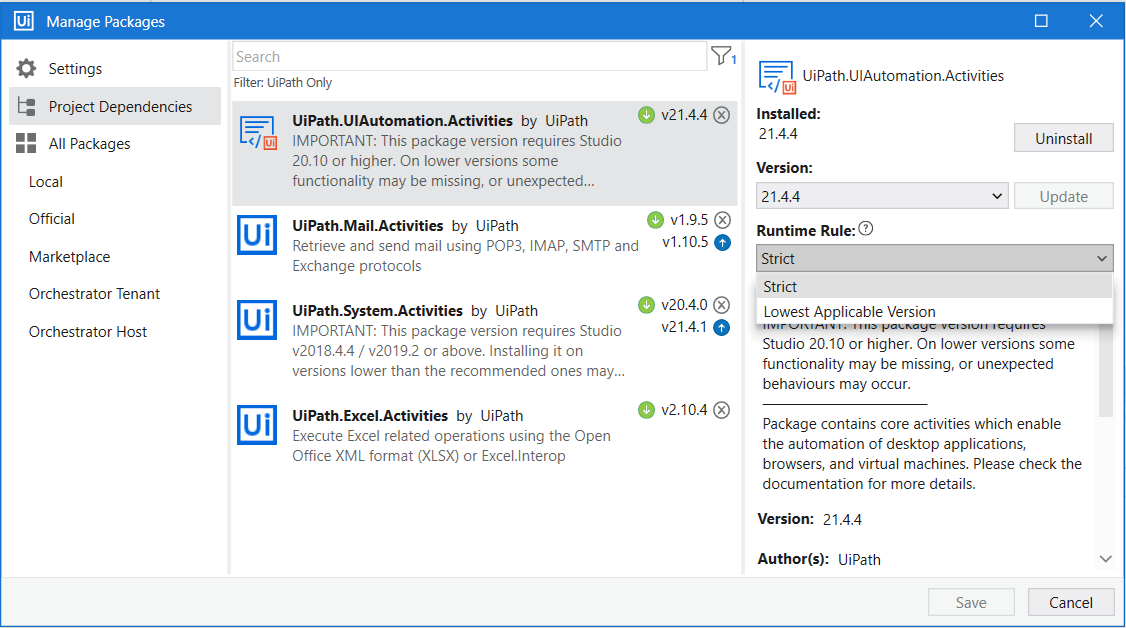 Ui Manage Packages
Settings
Project Dependencies
All Packages
Local
Official
Marketplace
Orchestrator Tenant
Orchestrator Host
Search
1
Filter: UiPath Only
Ui
UiPath.UIAutomation.Activities by UiPath
v21.4.4
IMPORTANT: This package version requires Studio
20.10 or higher. On lower versions some
functionality may be missing, or unexpected...
Ui
UiPath.Mail.Activities by UiPath
v1.9.5
v1.10.5
Retrieve and send mail using POP3, IMAP, SMTP and
Exchange protocols
Ui
UiPath.System.Activities by UiPath
v20.4.0
v21.4.1
IMPORTANT: This package version requires Studio
v2018.4.4 / v2019.2 or above. Installing it on
versions lower than the recommended ones may...
Ui
UiPath.Excel.Activities by UiPath
v2.10.4
Execute Excel related operations using the Open
Office XML format (XLSX) or Excel.Interop
Ui
UiPath.UIAutomation.Activities
Installed:
21.4.4
Uninstall
Version:
21.4.4
Update
Runtime Rule: ?
Strict
Strict
Lowest Applicable Version
IMPORTANT: This package version requires
Studio 20.10 or higher. On lower versions some
functionality may be missing, or unexpected
behaviours may occur.
Package contains core activities which enable
the automation of desktop applications,
browsers, and virtual machines. Please check the
documentation for more details.
Version: 21.4.4
Author(s): UiPath
Save
Cancel